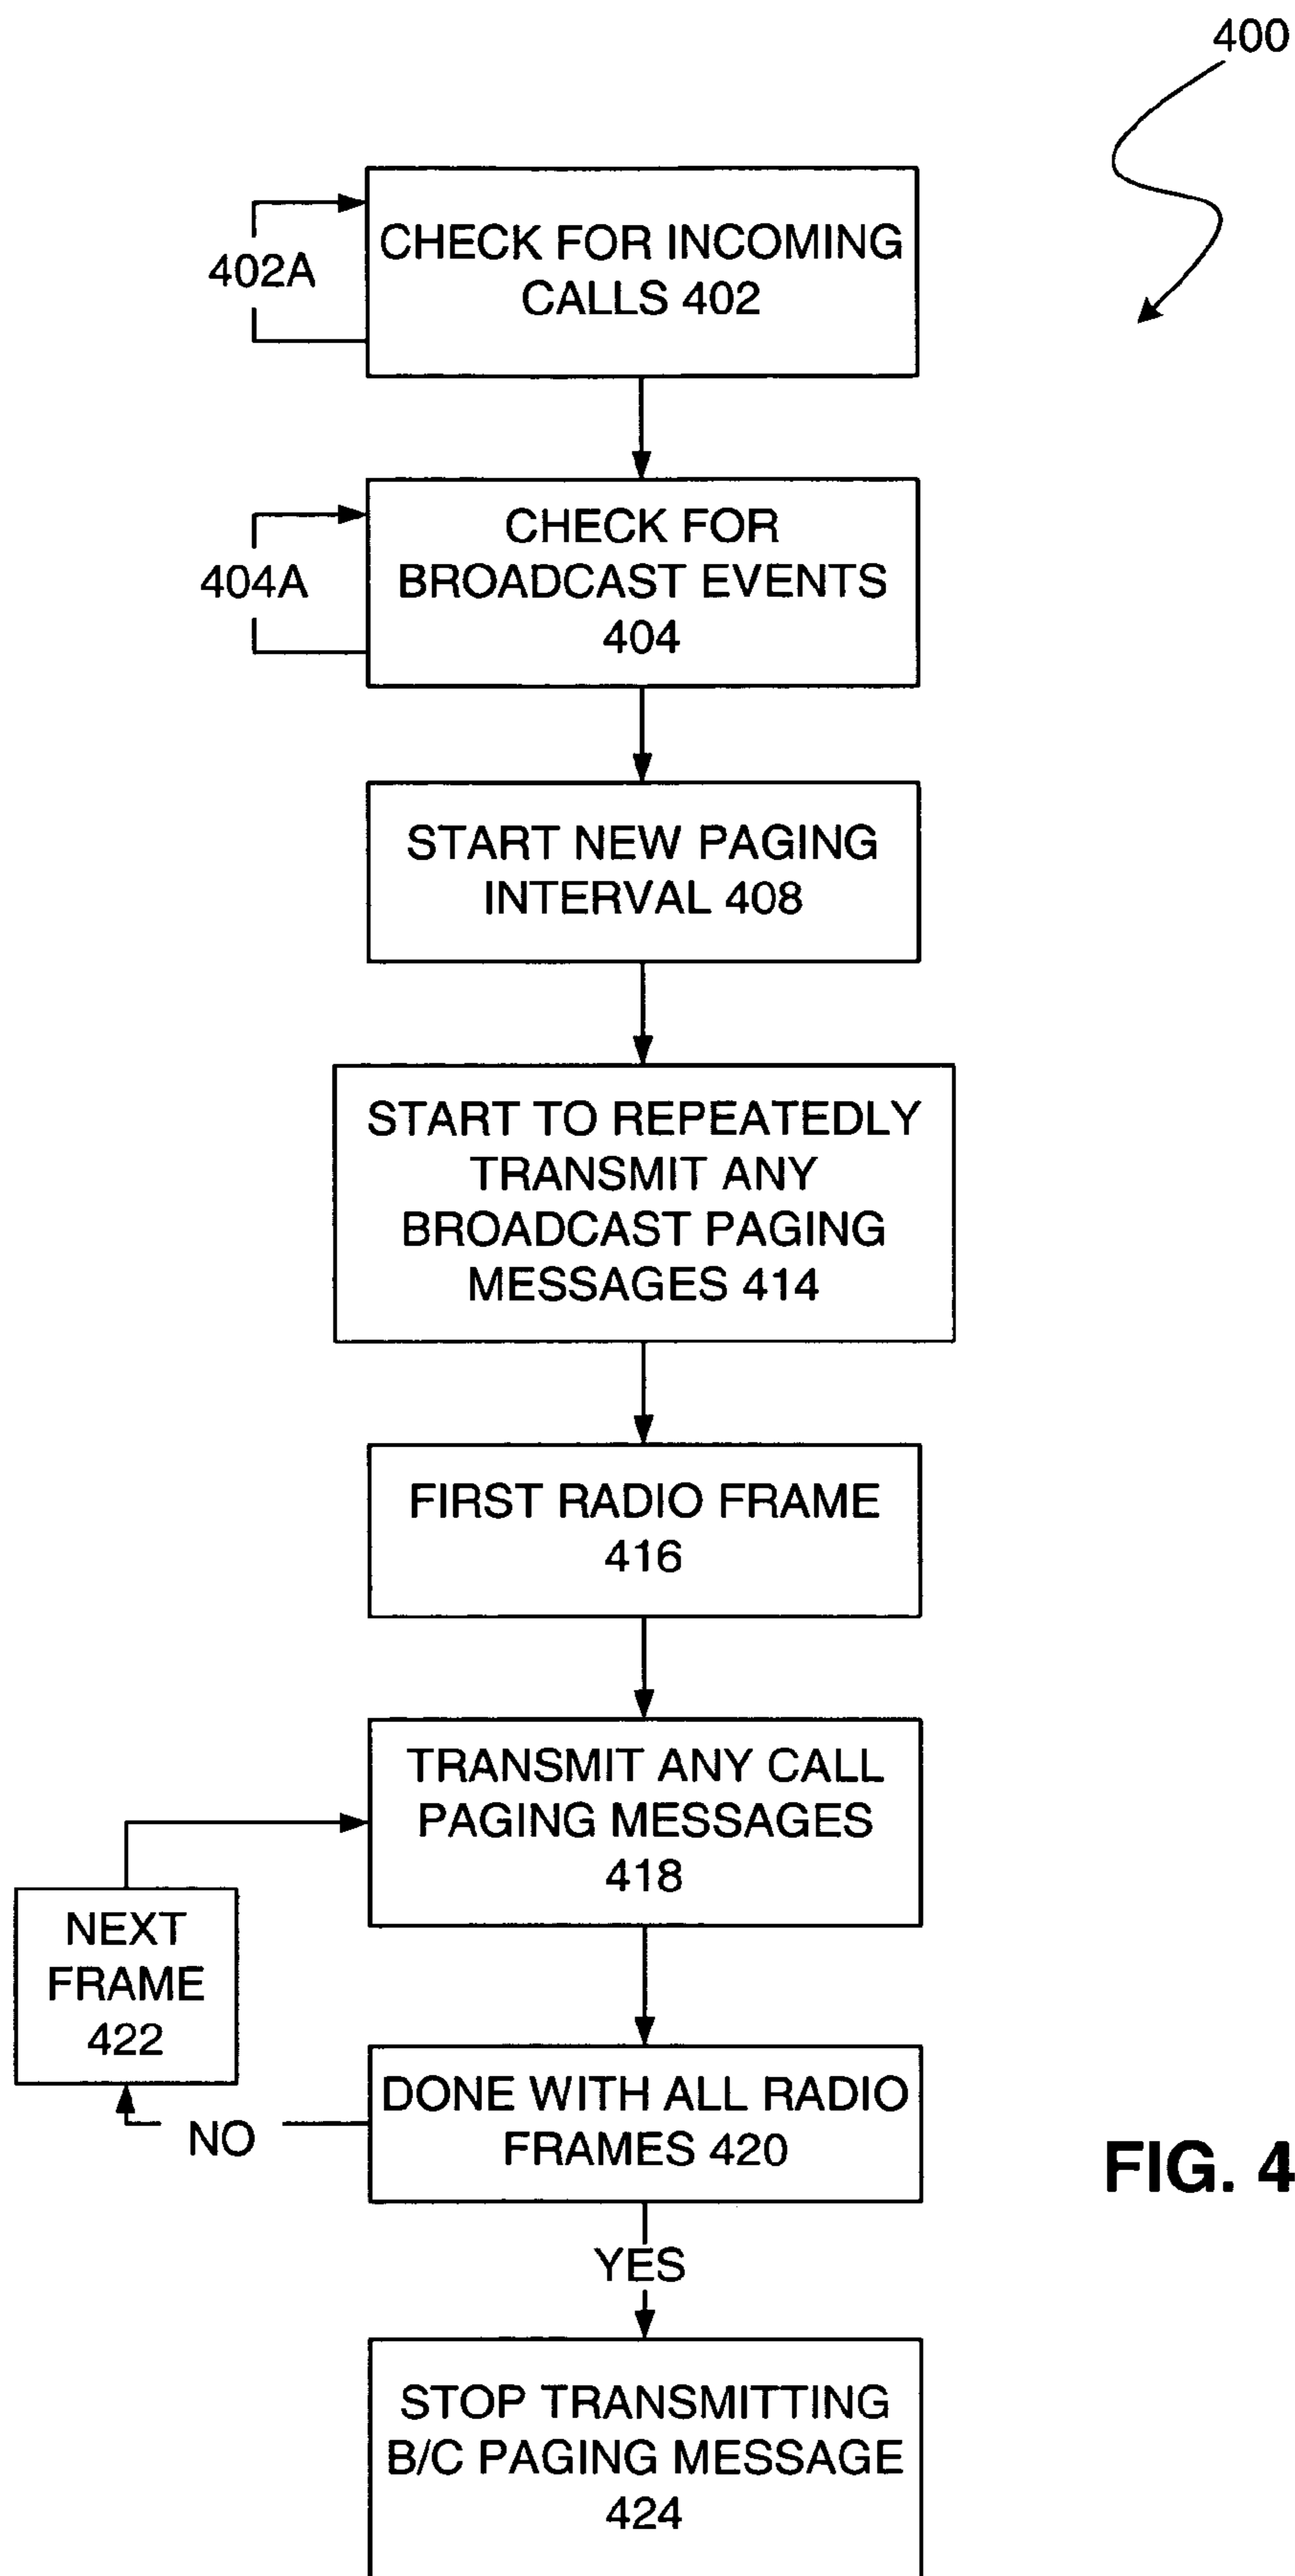 400
CHECK FOR INCOMING
CALLS 402
402A
CHECK FOR
BROADCAST EVENTS
404
404A
START NEW PAGING
INTERVAL 408
START TO REPEATEDLY
TRANSMIT ANY
BROADCAST PAGING
MESSAGES 414
FIRST RADIO FRAME
416
TRANSMIT ANY CALL
PAGING MESSAGES
418
NEXT
FRAME
422
DONE WITH ALL RADIO
FRAMES 420
NO
FIG. 4
YES
STOP TRANSMITTING
B/C PAGING MESSAGE
424